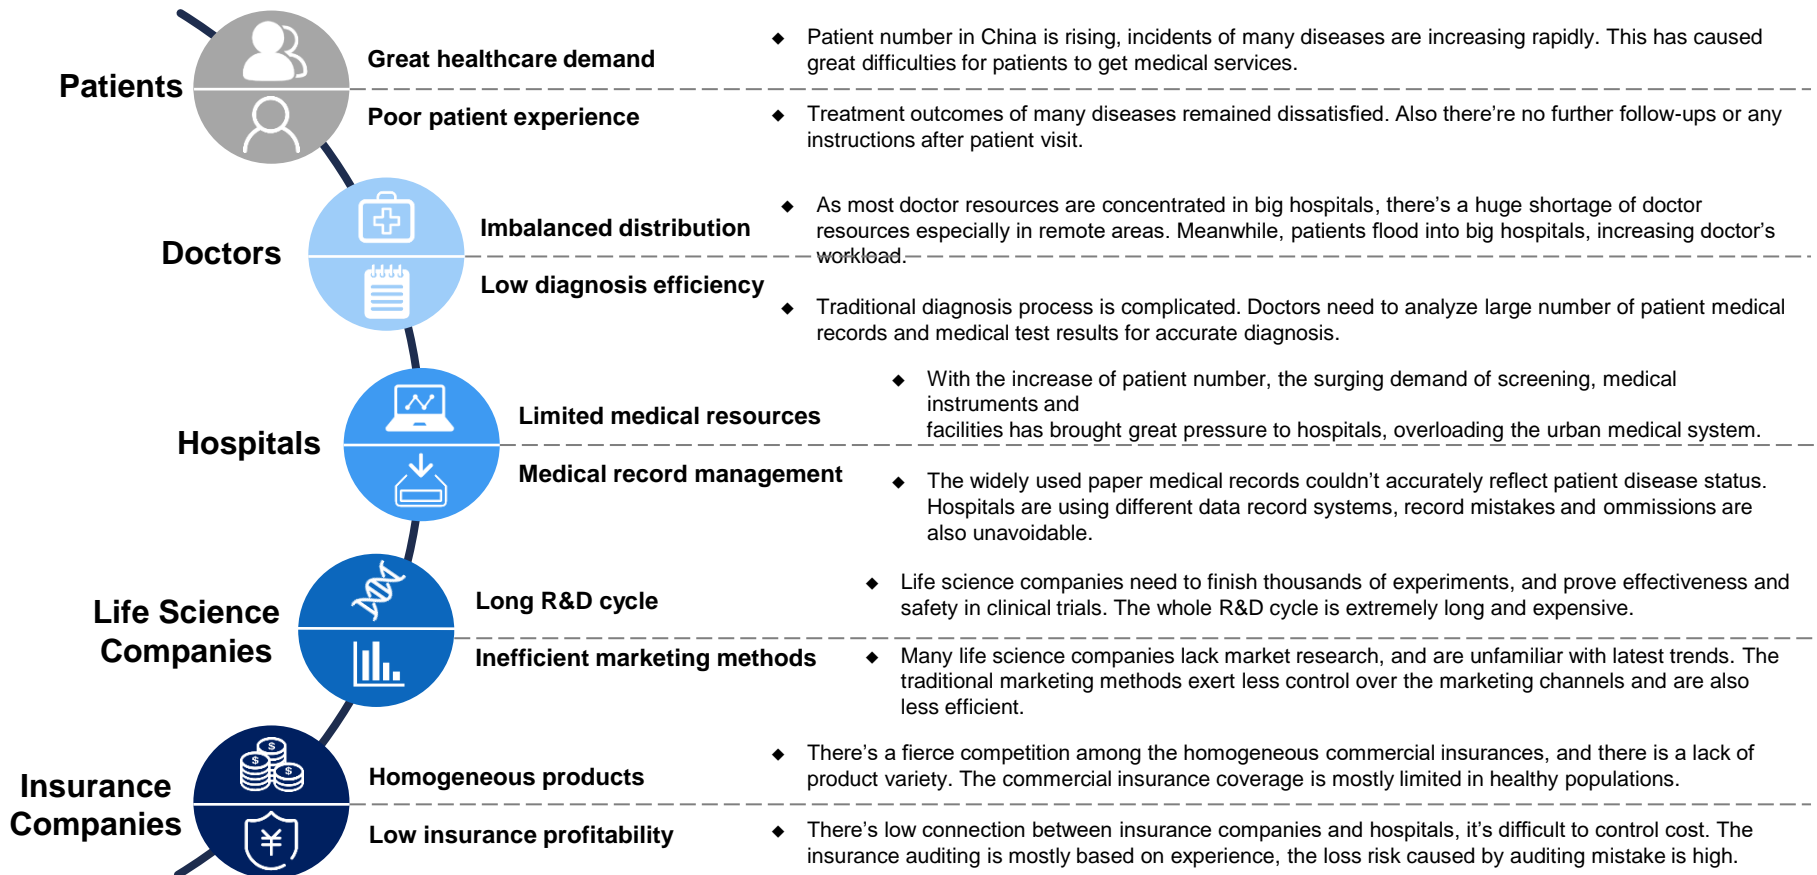 Patients
Great healthcare demand
◆ Patient number in China is rising, incidents of many diseases are increasing rapidly. This has caused
great difficulties for patients to get medical services.
Poor patient experience
◆ Treatment outcomes of many diseases remained dissatisfied. Also there're no further follow-ups or any
instructions after patient visit.
Doctors
Imbalanced distribution
◆ As most doctor resources are concentrated in big hospitals, there's a huge shortage of doctor
resources especially in remote areas. Meanwhile, patients flood into big hospitals, increasing doctor's
workload.
Low diagnosis efficiency
◆ Traditional diagnosis process is complicated. Doctors need to analyze large number of patient medical
records and medical test results for accurate diagnosis.
Hospitals
Limited medical resources
◆ With the increase of patient number, the surging demand of screening, medical
instruments and
facilities has brought great pressure to hospitals, overloading the urban medical system.
Medical record management
◆ The widely used paper medical records couldn't accurately reflect patient disease status.
Hospitals are using different data record systems, record mistakes and ommissions are
also unavoidable.
Life Science
Companies
Long R&D cycle
◆ Life science companies need to finish thousands of experiments, and prove effectiveness and
safety in clinical trials. The whole R&D cycle is extremely long and expensive.
Inefficient marketing methods
◆ Many life science companies lack market research, and are unfamiliar with latest trends. The
traditional marketing methods exert less control over the marketing channels and are also
less efficient.
Insurance
Companies
$
$
$
Homogeneous products
◆ There's a fierce competition among the homogeneous commercial insurances, and there is a lack of
product variety. The commercial insurance coverage is mostly limited in healthy populations.
¥
Low insurance profitability
◆ There's low connection between insurance companies and hospitals, it's difficult to control cost. The
insurance auditing is mostly based on experience, the loss risk caused by auditing mistake is high.